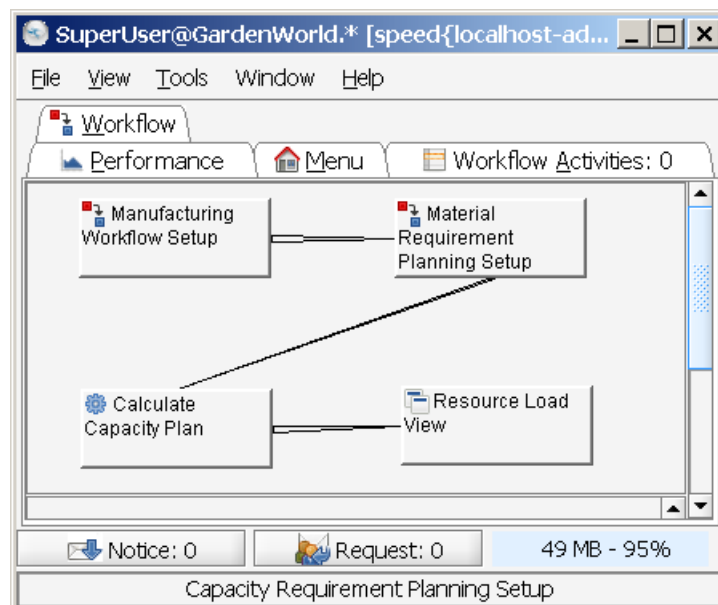 SuperUser@GardenWorld.* [speed{localhost-ad...
File View Tools Window Help
Workflow
Performance Menu Workflow Activities: 0
Manufacturing
Workflow Setup
Material
Requirement
Planning Setup
Calculate
Capacity Plan
Resource Load
View
Notice: 0 Request: 0 49 MB - 95%
Capacity Requirement Planning Setup